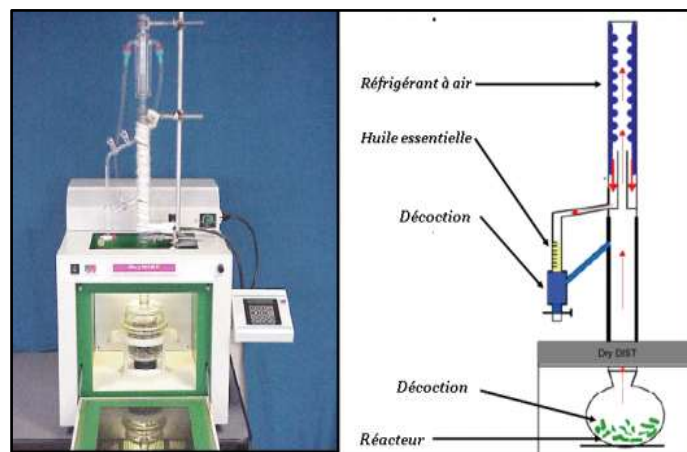 Réfrigérant à air
Huile essentielle
Décoction
Dry DIST
Décoction
Réacteur